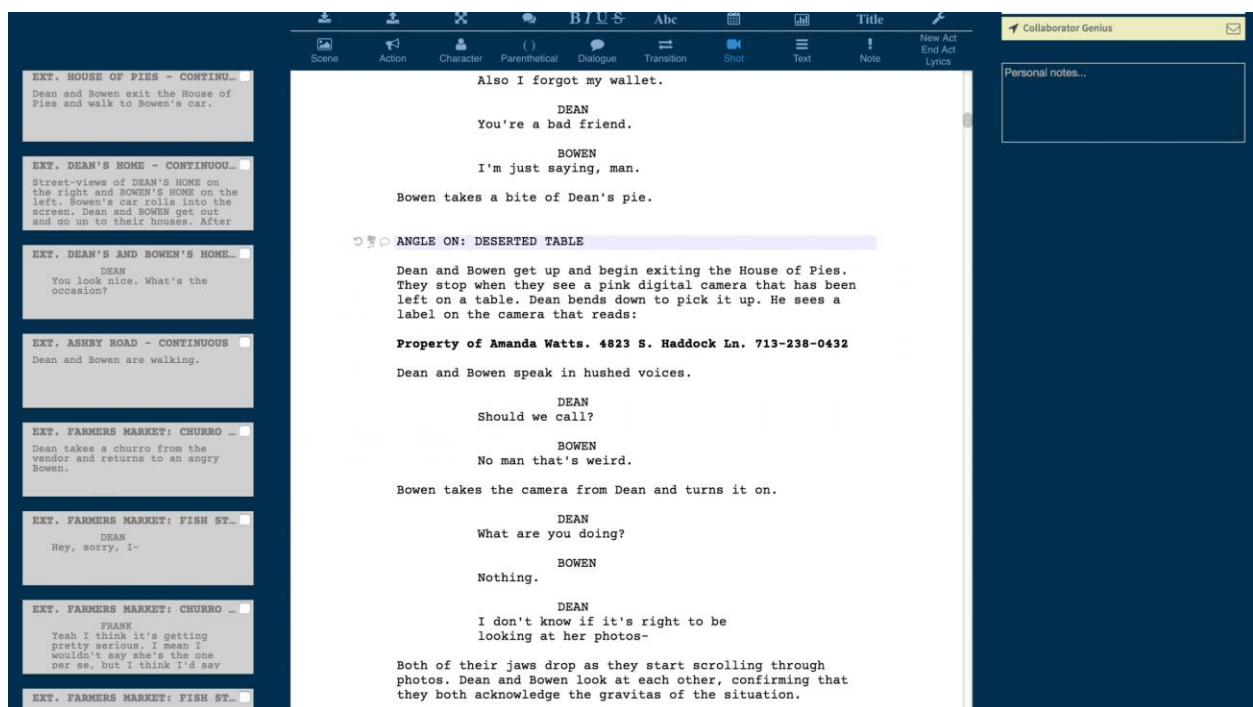 B I U S Abc Title
Scene Action Character Parenthetical Dialogue Transition Shot Text Note
( )
New Act
End Act
Lyrics
EXT. HOUSE OF PIES - CONTINU…
Dean and Bowen exit the House of
Pies and walk to Bowen's car.
EXT. DEAN'S HOME - CONTINUOU…
Street-views of DEAN'S HOME on
the right and BOWEN'S HOME on the
left. Bowen's car rolls into the
screen. Dean and BOWEN get out
and go up to their houses. After
EXT. DEAN'S AND BOWEN'S HOME…
DEAN
You look nice. What's the
occasion?
EXT. ASHBY ROAD - CONTINUOUS
Dean and Bowen are walking.
EXT. FARMERS MARKET: CHURRO …
Dean takes a churro from the
vendor and returns to an angry
Bowen.
EXT. FARMERS MARKET: FISH ST…
DEAN
Hey, sorry, I-
EXT. FARMERS MARKET: CHURRO …
FRANK
Yeah I think it's getting
pretty serious. I mean I
wouldn't say she's the one
per se, but I think I'd say
EXT. FARMERS MARKET: FISH ST…
Also I forgot my wallet.
DEAN
You're a bad friend.
BOWEN
I'm just saying, man.
Bowen takes a bite of Dean's pie.
ANGLE ON: DESERTED TABLE
Dean and Bowen get up and begin exiting the House of Pies.
They stop when they see a pink digital camera that has been
left on a table. Dean bends down to pick it up. He sees a
label on the camera that reads:
Property of Amanda Watts. 4823 S. Haddock Ln. 713-238-0432
Dean and Bowen speak in hushed voices.
DEAN
Should we call?
BOWEN
No man that's weird.
Bowen takes the camera from Dean and turns it on.
DEAN
What are you doing?
BOWEN
Nothing.
DEAN
I don't know if it's right to be
looking at her photos-
Both of their jaws drop as they start scrolling through
photos. Dean and Bowen look at each other, confirming that
they both acknowledge the gravitas of the situation.
Collaborator Genius
Personal notes...